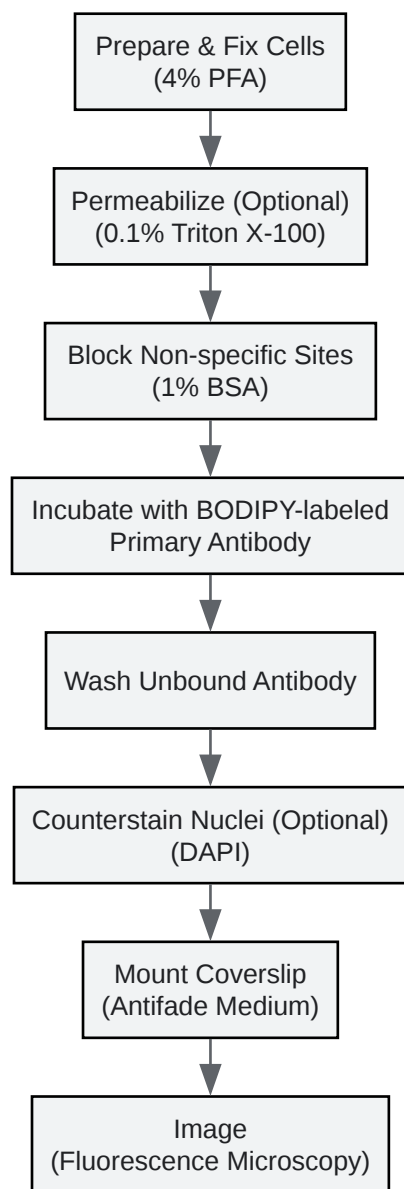 Prepare & Fix Cells
(4% PFA)
Permeabilize (Optional)
(0.1% Triton X-100)
Block Non-specific Sites
(1% BSA)
Incubate with BODIPY-labeled
Primary Antibody
Wash Unbound Antibody
Counterstain Nuclei (Optional)
(DAPI)
Mount Coverslip
(Antifade Medium)
Image
(Fluorescence Microscopy)